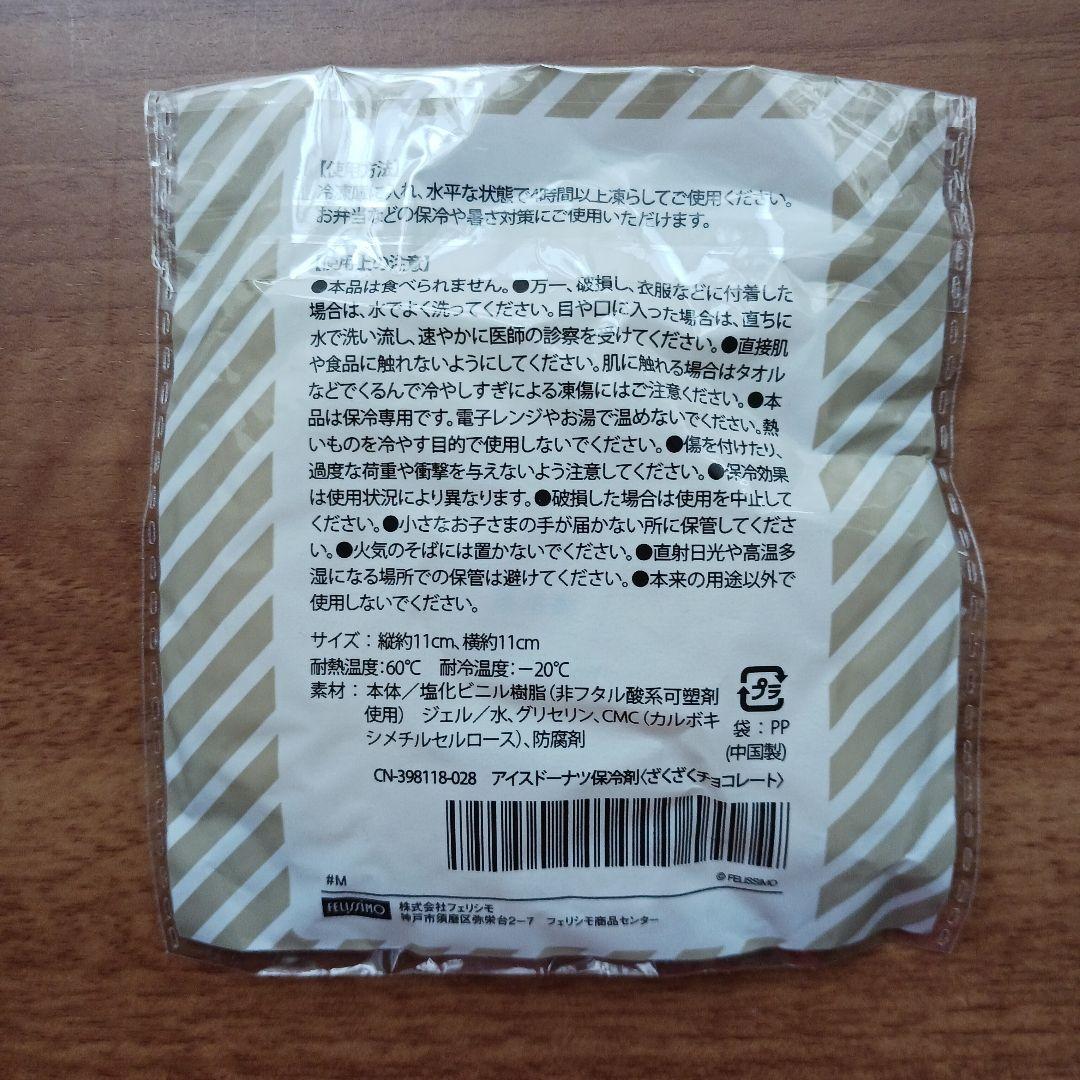 【使用方法】
冷凍庫に入れ、水平な状態で4時間以上凍らしてご使用ください。
お弁当などの保冷や暑さ対策にご使用いただけます。
【使用上の注意】
●本品は食べられません。●万一、破損し、衣服などに付着した
場合は、水でよく洗ってください。目や口に入った場合は、直ちに
水で洗い流し、速やかに医師の診察を受けてください。●直接肌
や食品に触れないようにしてください。肌に触れる場合はタオル
などでくるんで冷やしすぎによる凍傷にはご注意ください。●本
品は保冷専用です。電子レンジやお湯で温めないでください。熱
いものを冷やす目的で使用しないでください。●傷を付けたり、
過度な荷重や衝撃を与えないよう注意してください。●保冷効果
は使用状況により異なります。●破損した場合は使用を中止して
ください。●小さなお子さまの手が届かない所に保管してくださ
い。●火気のそばには置かないでください。●直射日光や高温多
湿になる場所での保管は避けてください。●本来の用途以外で
使用しないでください。
サイズ：縦約11cm、横約11cm
耐熱温度:60℃ 耐冷温度:－20℃
素材：本体／塩化ビニル樹脂（非フタル酸系可塑剤
使用） ジェル／水、グリセリン、CMC（カルボキ
シメチルセルロース）、防腐剤
プラ
袋：PP
(中国製)
CN-398118-028 アイスドーナツ保冷剤〈ざくざくチョコレート〉
#M
© FELISSIMO
FELISSIMO 株式会社フェリシモ
神戸市須磨区弥栄台2-7 フェリシモ商品センター